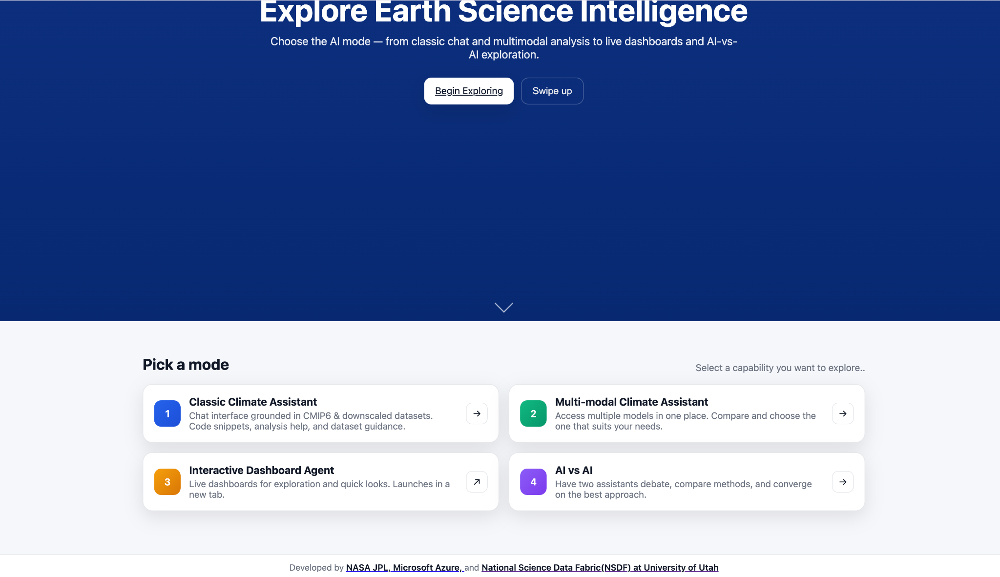 Explore Earth Science Intelligence
Choose the AI mode — from classic chat and multimodal analysis to live dashboards and AI-vs-
AI exploration.
Begin Exploring
Swipe up
Pick a mode
Select a capability you want to explore..
1
Classic Climate Assistant
Chat interface grounded in CMIP6 & downscaled datasets.
Code snippets, analysis help, and dataset guidance.
2
Multi-modal Climate Assistant
Access multiple models in one place. Compare and choose the
one that suits your needs.
3
Interactive Dashboard Agent
Live dashboards for exploration and quick looks. Launches in a
new tab.
4
AI vs AI
Have two assistants debate, compare methods, and converge
on the best approach.
Developed by NASA JPL, Microsoft Azure, and National Science Data Fabric(NSDF) at University of Utah